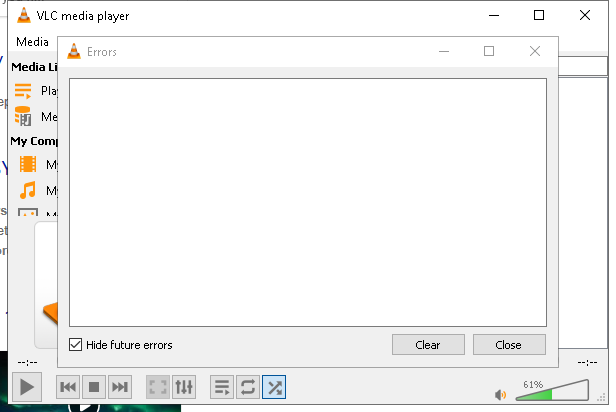 VLC media player
Media
Errors
Media Li
Play
Me
My Comp
My
My
Hide future errors
Clear
Close
--:--
--:--
61%